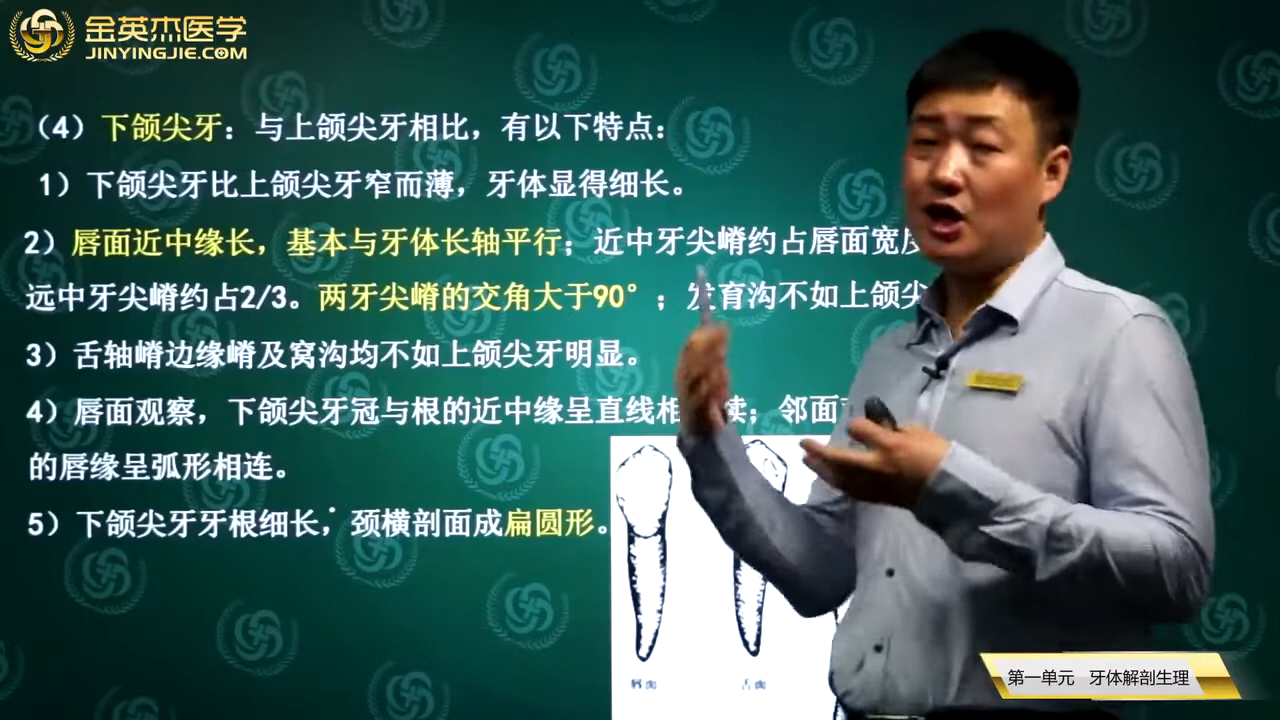 金英杰医学
JINYINGJIE.COM
（4）下颌尖牙：与上颌尖牙相比，有以下特点：
1）下颌尖牙比上颌尖牙窄而薄，牙体显得细长。
2）唇面近中缘长，基本与牙体长轴平行；近中牙尖嵴约占唇面宽度
远中牙尖嵴约占2/3。两牙尖嵴的交角大于90°；发育沟不如上颌尖
3）舌轴嵴边缘嵴及窝沟均不如上颌尖牙明显。
4）唇面观察，下颌尖牙冠与根的近中缘呈直线相 续；邻面
的唇缘呈弧形相连。
5）下颌尖牙牙根细长，颈横剖面成扁圆形。
唇面
舌面
第一单元 牙体解剖生理